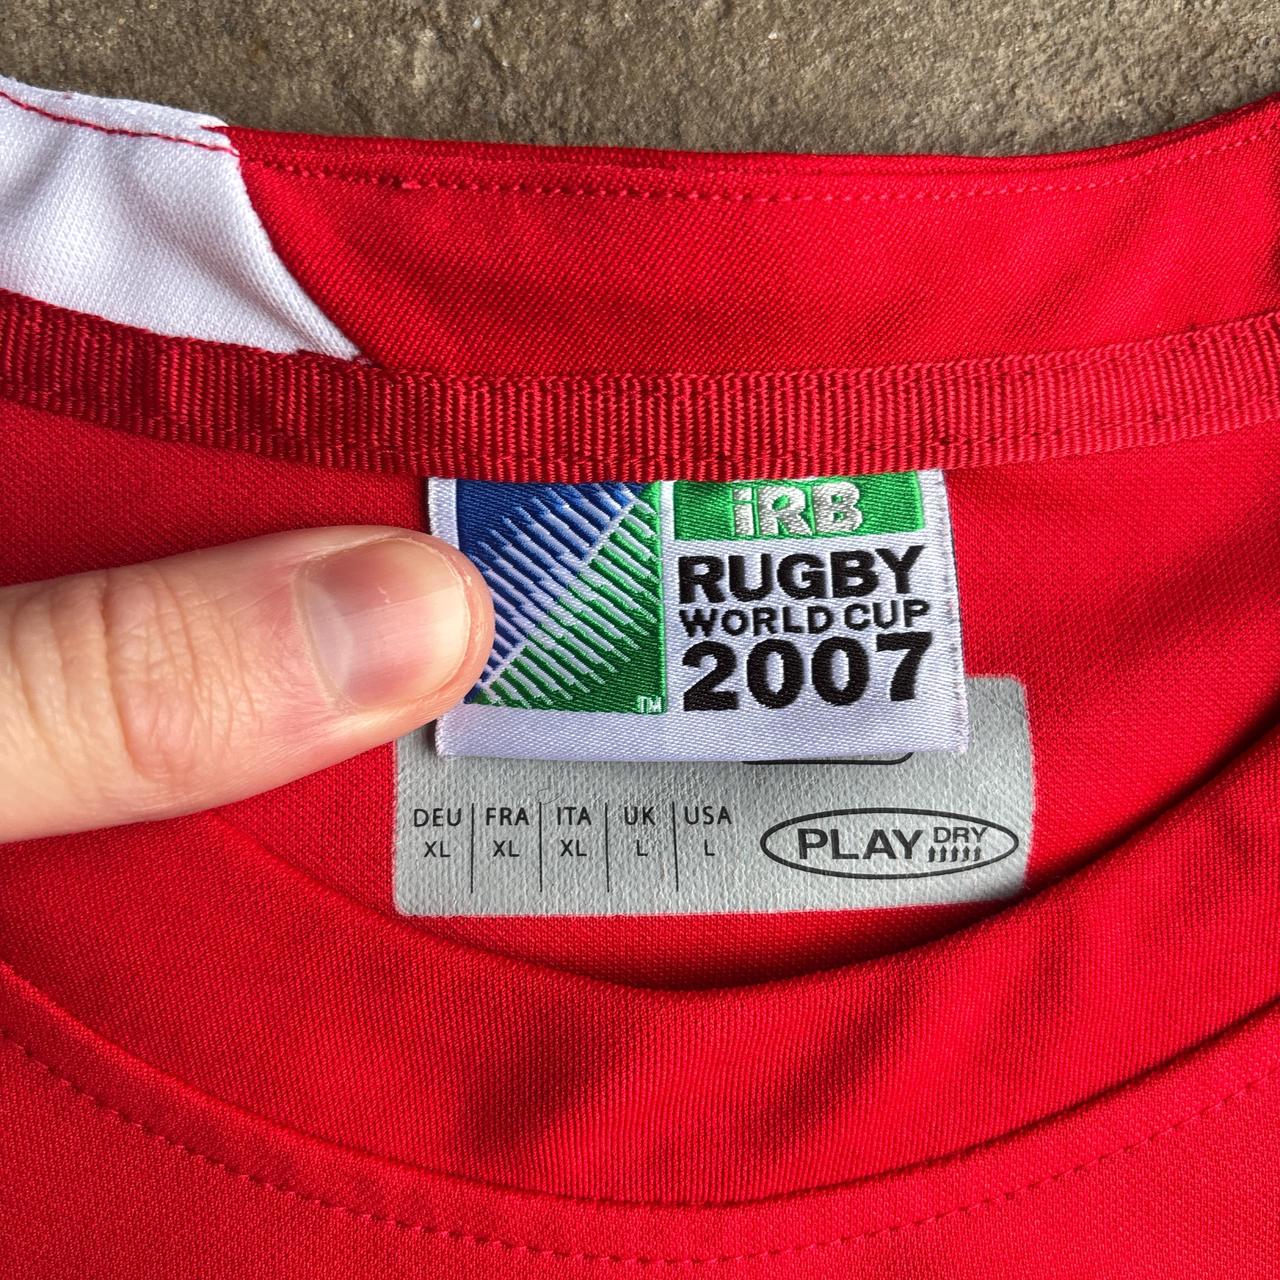 iRB
RUGBY
WORLD CUP
2007
TM
DEU FRA ITA UK USA
XL XL XL L L
PLAY DRY